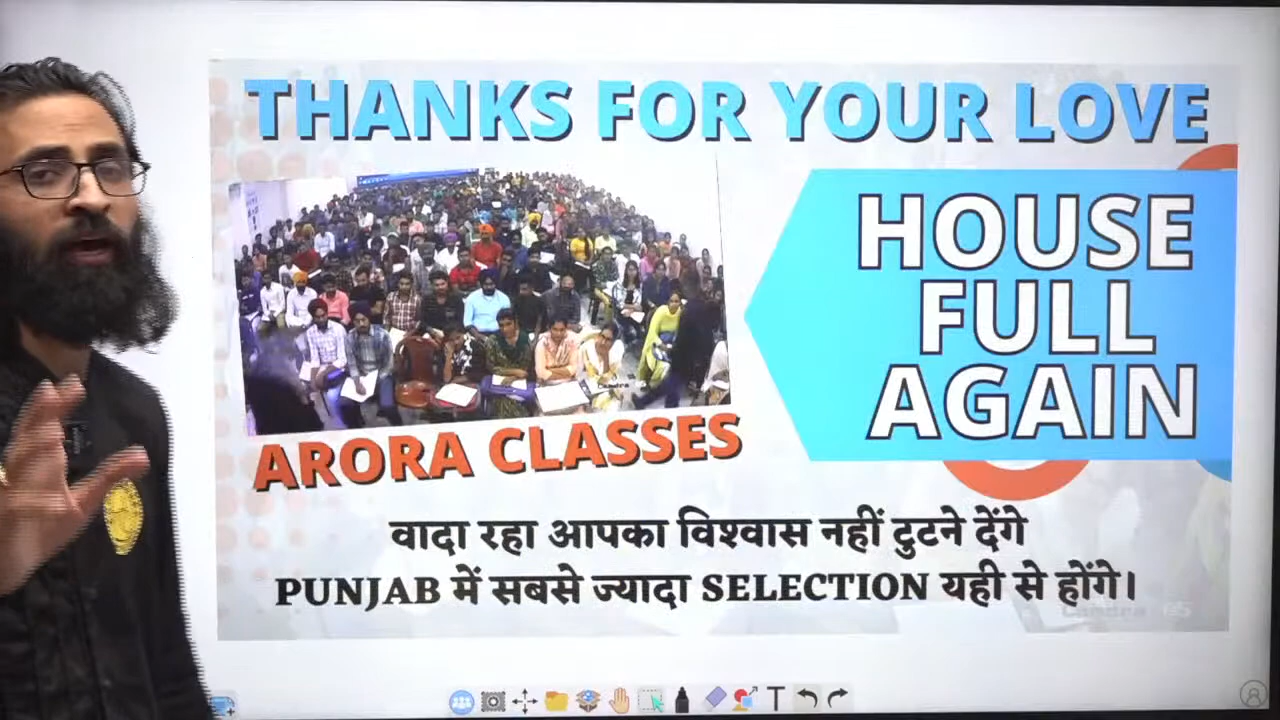 THANKS FOR YOUR LOVE
HOUSE
FULL
AGAIN
ARORA CLASSES
वादा रहा आपका विश्वास नहीं टुटने देंगे
PUNJAB में सबसे ज्यादा SELECTION यही से होंगे।